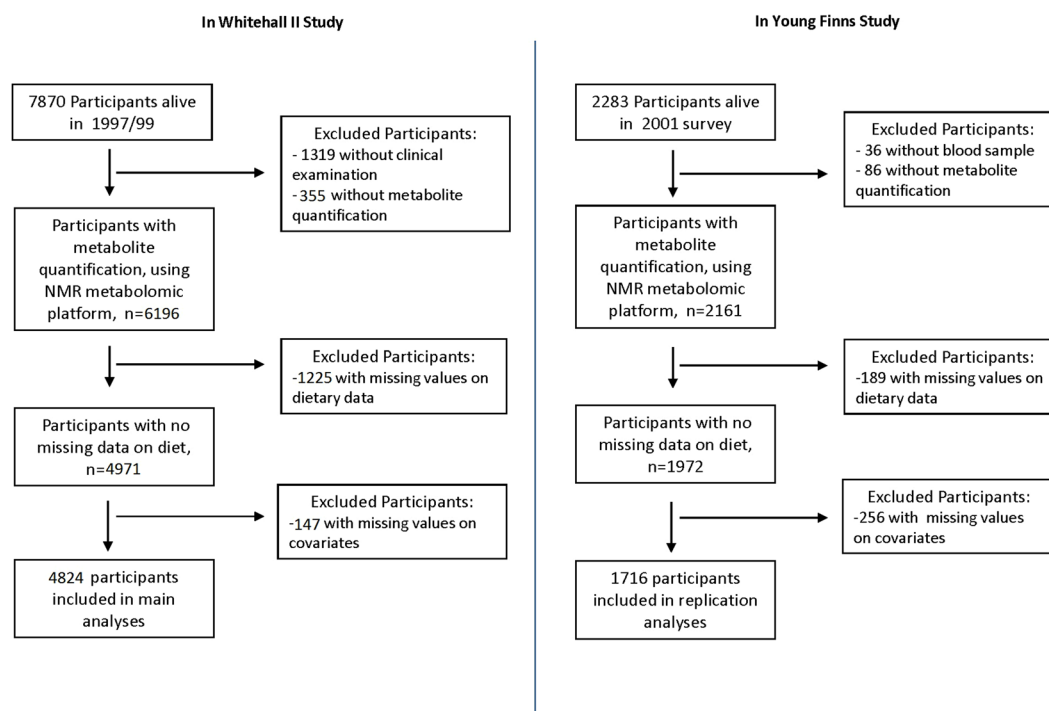 In Whitehall II Study
7870 Participants alive
in 1997/99
Excluded Participants:
- 1319 without clinical
examination
-355 without metabolite
quantification
Participants with
metabolite
quantification, using
NMR metabolomic
platform, n=6196
Excluded Participants:
-1225 with missing values on
dietary data
Participants with no
missing data on diet,
n=4971
Excluded Participants:
-147 with missing values on
covariates
4824 participants
included in main
analyses
In Young Finns Study
2283 Participants alive
in 2001 survey
Excluded Participants:
- 36 without blood sample
- 86 without metabolite
quantification
Participants with
metabolite
quantification, using
NMR metabolomic
platform, n=2161
Excluded Participants:
-189 with missing values on
dietary data
Participants with no
missing data on diet,
n=1972
Excluded Participants:
-256 with missing values
on covariates
1716 participants
included in replication
analyses